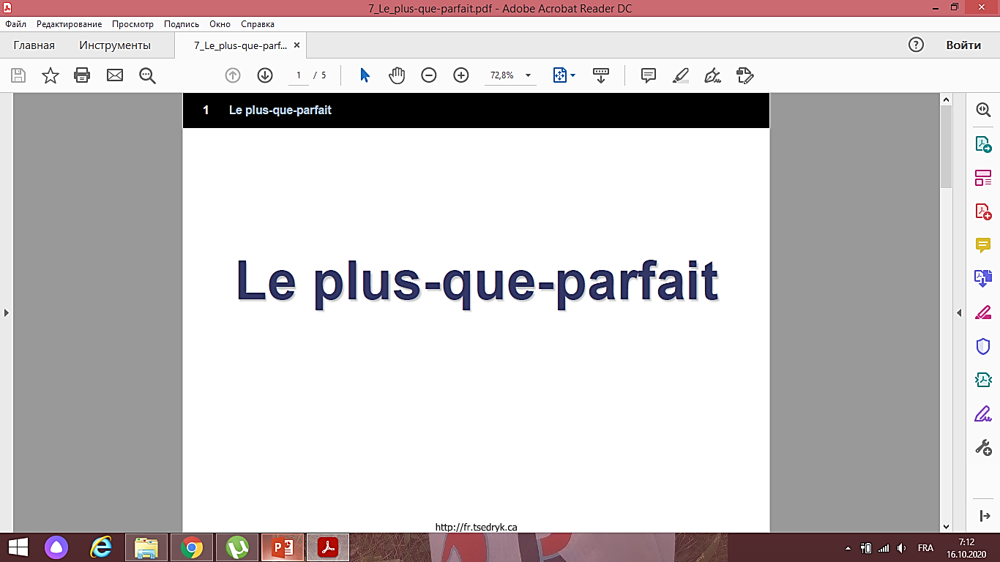 7_Le_plus-que-parfait.pdf - Adobe Acrobat Reader DC
Файл Редактирование Просмотр Подпись Окно Справка
Главная Инструменты 7_Le_plus-que-parf... Войти
1 / 5 72,8%
1 Le plus-que-parfait
Le plus-que-parfait
http://fr.tsedryk.ca
FRA
7:12
16.10.2020